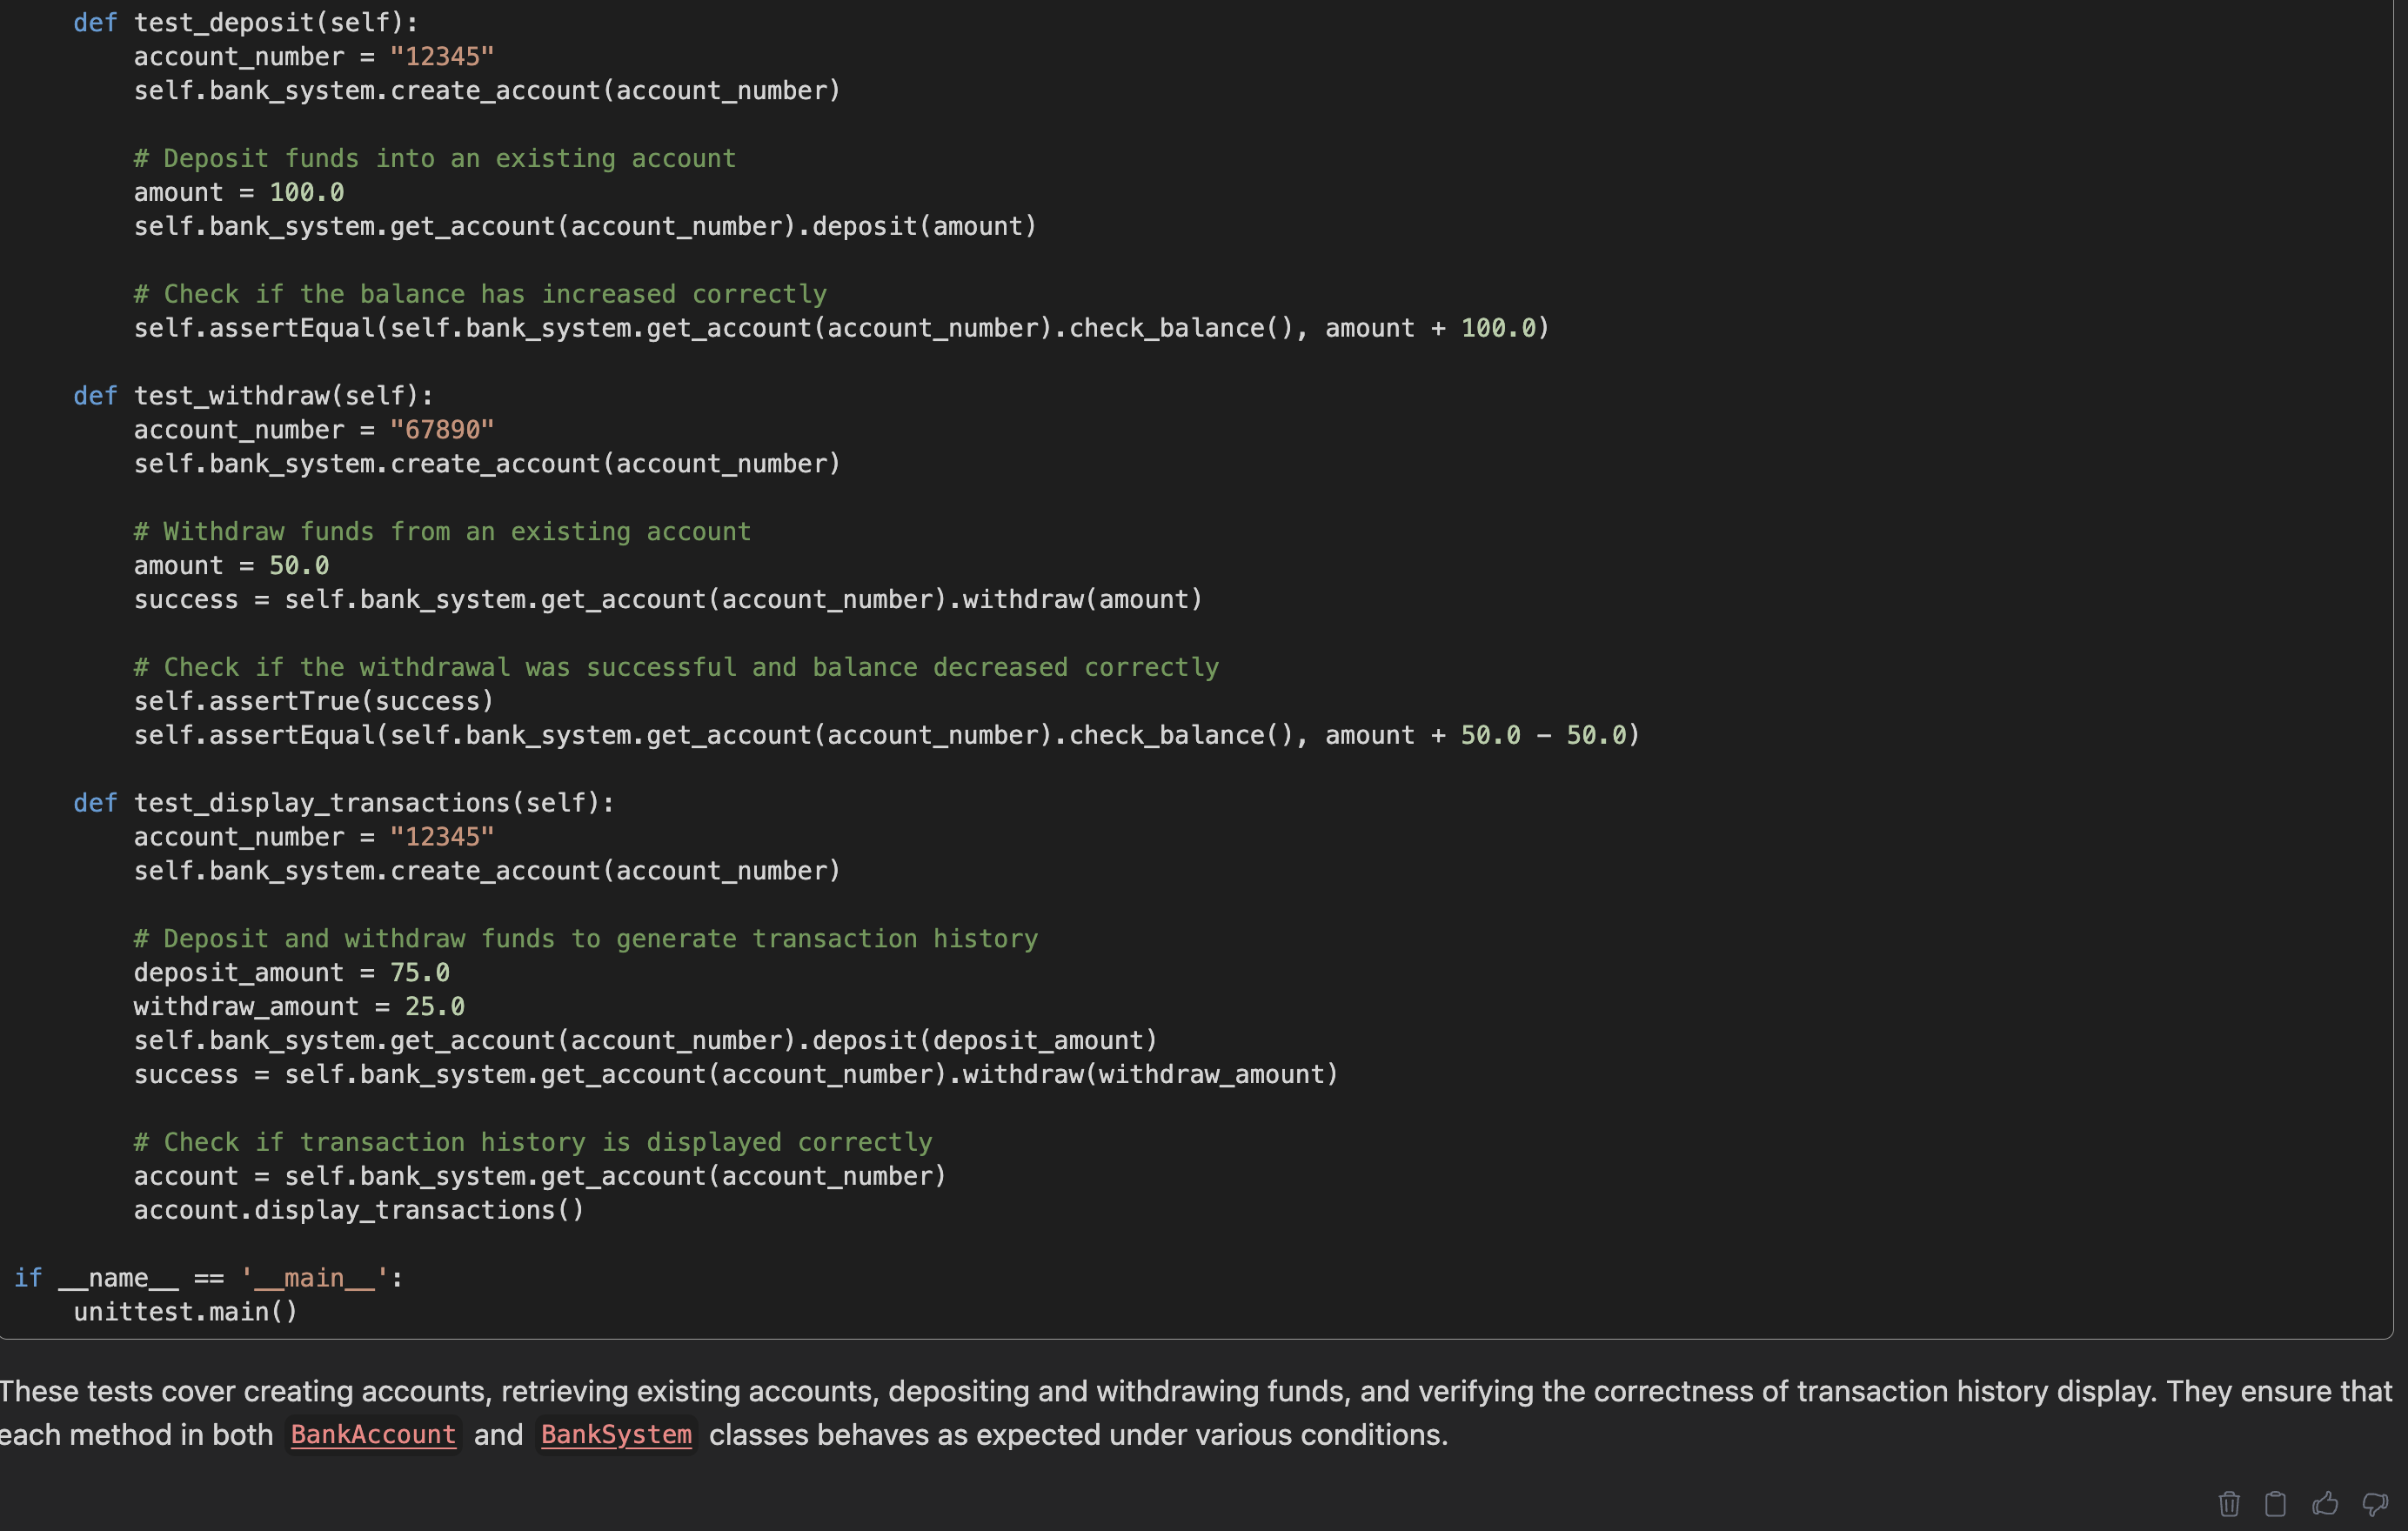 def test_deposit(self):
account_number = "12345"
self.bank_system.create_account(account_number)
# Deposit funds into an existing account
amount = 100.0
self.bank_system.get_account(account_number).deposit(amount)
# Check if the balance has increased correctly
self.assertEqual(self.bank_system.get_account(account_number).check_balance(), amount + 100.0)
def test_withdraw(self):
account_number = "67890"
self.bank_system.create_account(account_number)
# Withdraw funds from an existing account
amount = 50.0
success = self.bank_system.get_account(account_number).withdraw(amount)
# Check if the withdrawal was successful and balance decreased correctly
self.assertTrue(success)
self.assertEqual(self.bank_system.get_account(account_number).check_balance(), amount + 50.0 - 50.0)
def test_display_transactions(self):
account_number = "12345"
self.bank_system.create_account(account_number)
# Deposit and withdraw funds to generate transaction history
deposit_amount = 75.0
withdraw_amount = 25.0
self.bank_system.get_account(account_number).deposit(deposit_amount)
success = self.bank_system.get_account(account_number).withdraw(withdraw_amount)
# Check if transaction history is displayed correctly
account = self.bank_system.get_account(account_number)
account.display_transactions()
if __name__ == '__main__':
unittest.main()
These tests cover creating accounts, retrieving existing accounts, depositing and withdrawing funds, and verifying the correctness of transaction history display. They ensure that
each method in both BankAccount and BankSystem classes behaves as expected under various conditions.